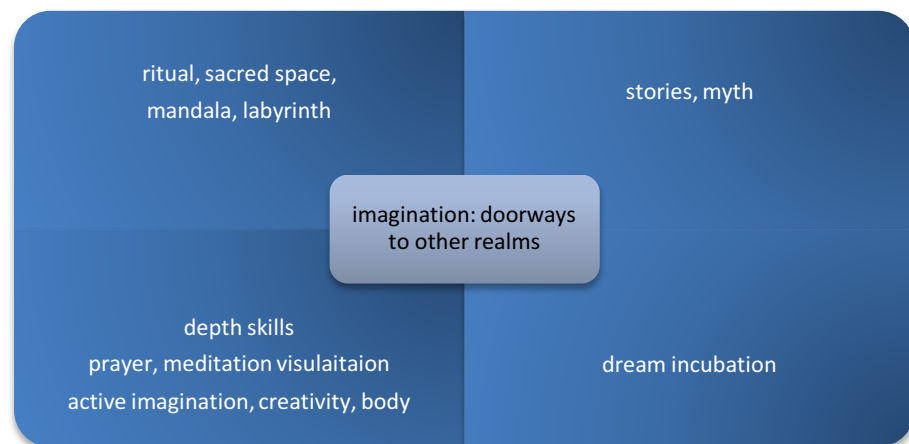 ritual, sacred space,
mandala, labyrinth
stories, myth
imagination: doorways
to other realms
depth skills
prayer, meditation visulaitaion
active imagination, creativity, body
dream incubation